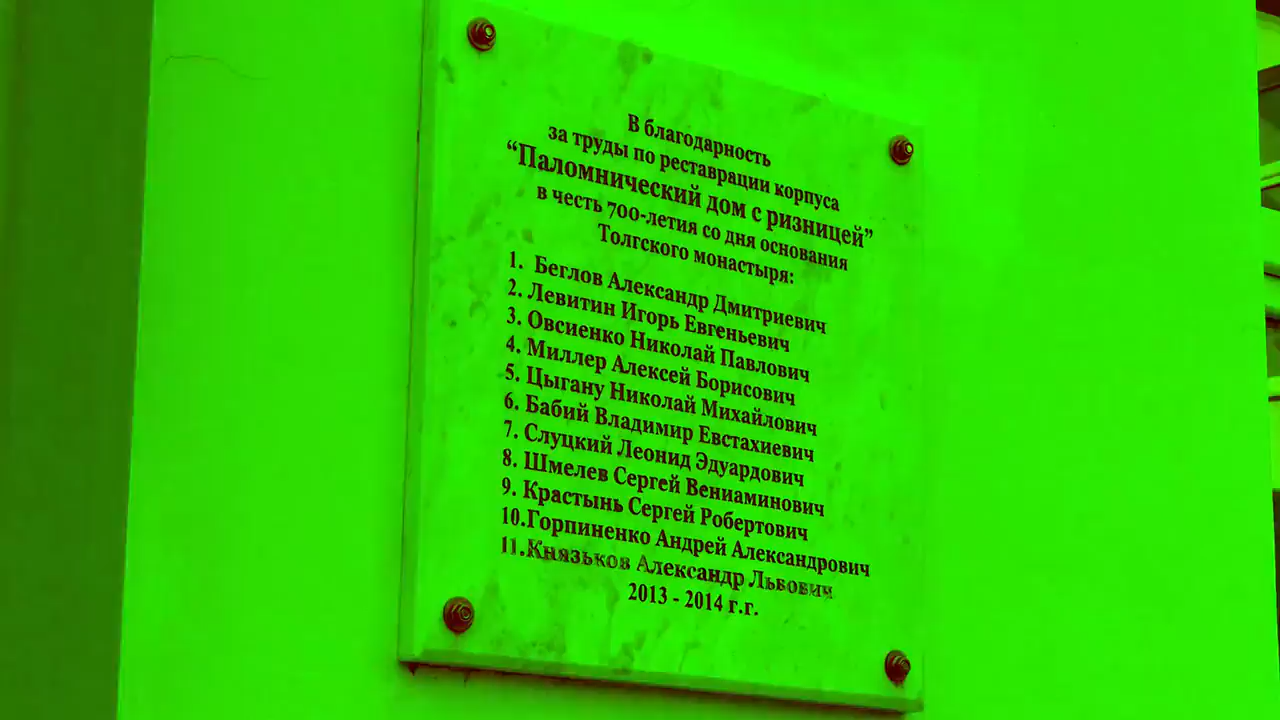 В благодарность
за труды по реставрации корпуса
“Паломнический дом с ризницей”
в честь 700-летия со дня основания
Толгского монастыря:
1. Беглов Александр Дмитриевич
2. Левитин Игорь Евгеньевич
3. Овсиенко Николай Павлович
4. Миллер Алексей Борисович
5. Цыгану Николай Михайлович
6. Бабий Владимир Евстахиевич
7. Слуцкий Леонид Эдуардович
8. Шмелев Сергей Вениаминович
9. Крастынь Сергей Робертович
10.Горпиненко Андрей Александрович
11.Князьков Александр Львович
2013 - 2014 г.г.